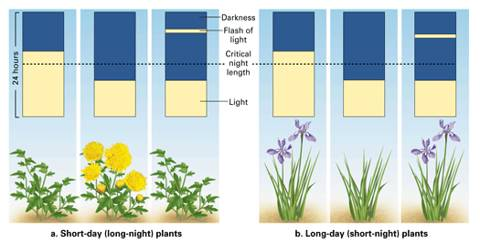 24 hours
Darkness
Flash of
light
Critical
night
length
Light
a. Short-day (long-night) plants
b. Long-day (short-night) plants